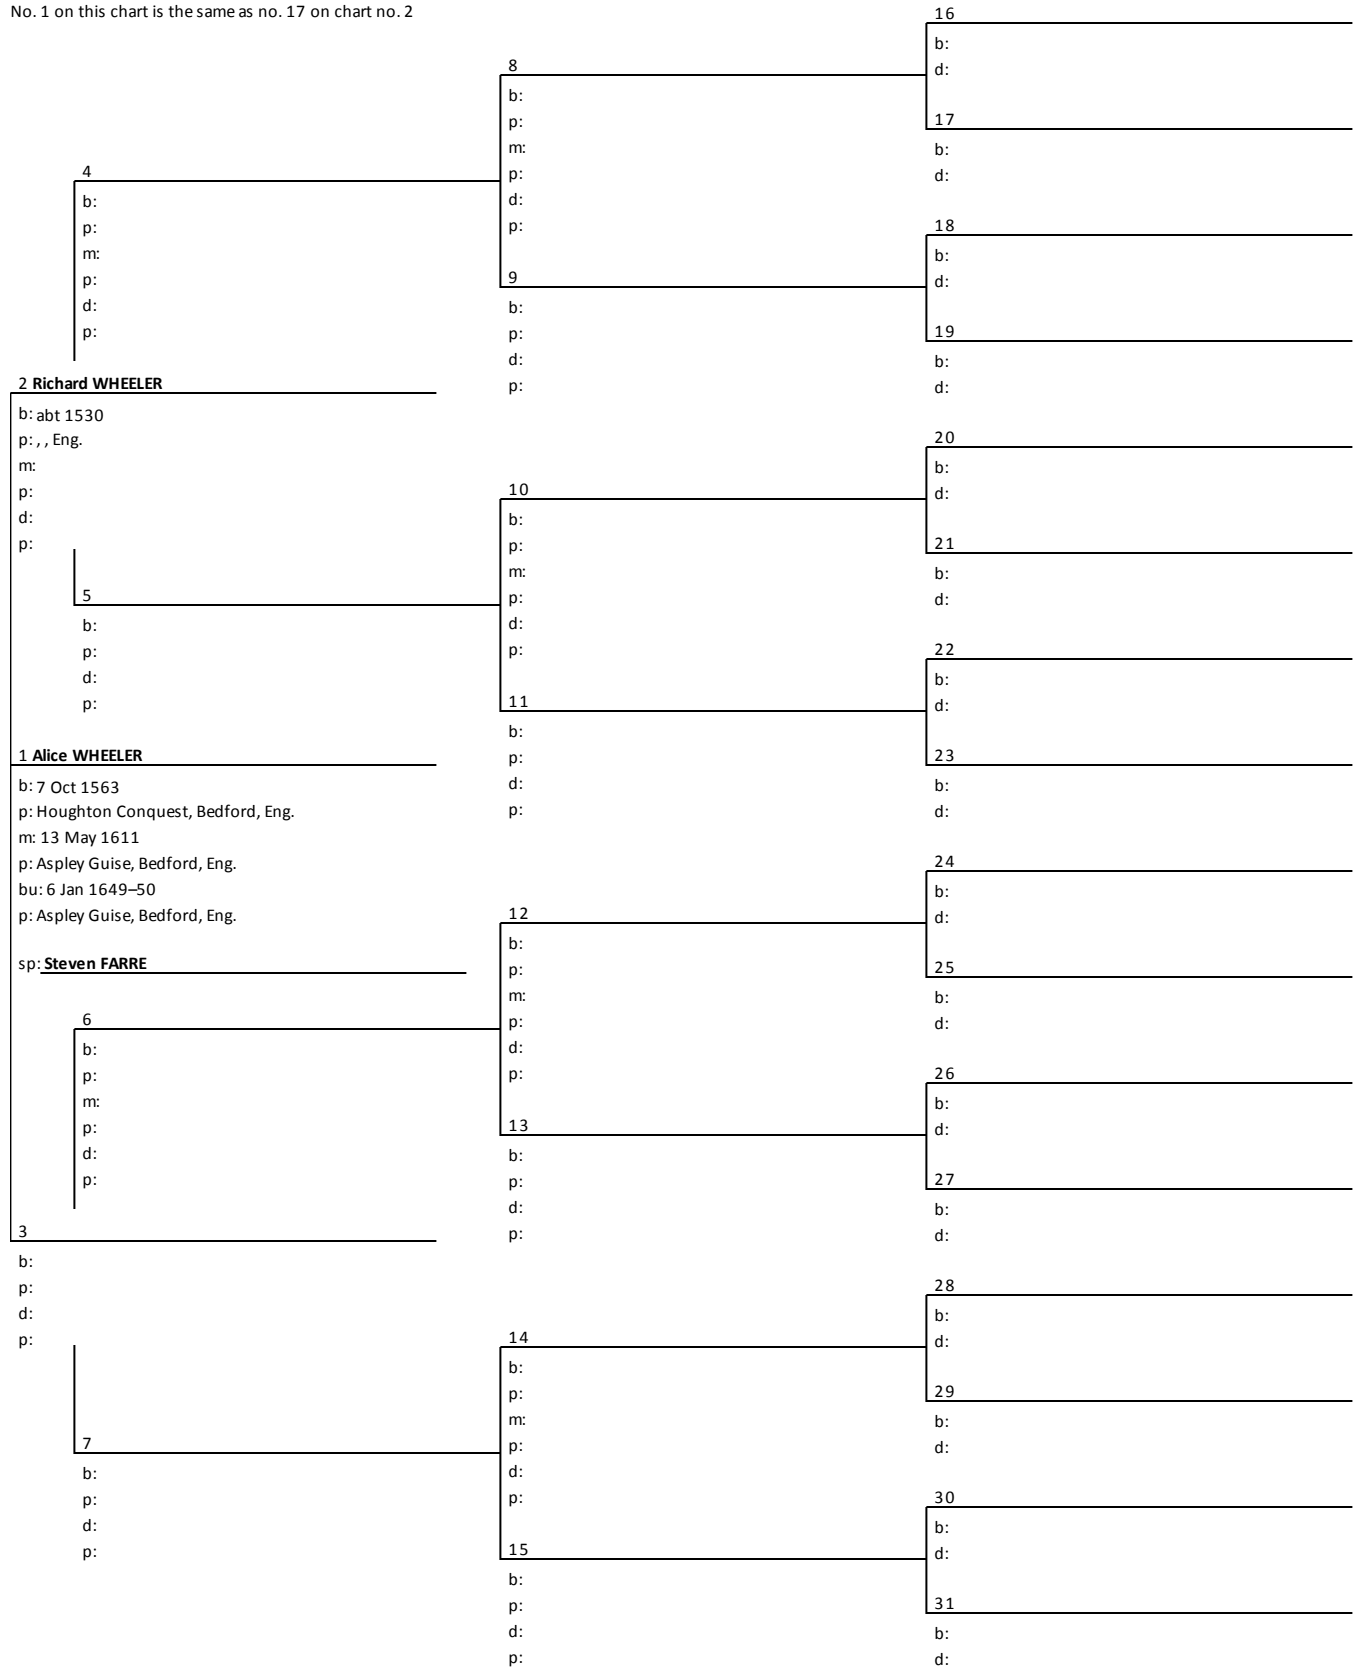 No. 1 on this chart is the same as no. 17 on chart no. 2
16
b:
d:
8
b:
p:
m:
p:
d:
p:
17
b:
d:
4
b:
p:
m:
p:
d:
p:
18
b:
d:
9
b:
p:
d:
p:
19
b:
d:
2 Richard WHEELER
b: abt 1530
p: , , Eng.
m:
p:
d:
p:
20
b:
d:
10
b:
p:
m:
p:
d:
p:
21
b:
d:
5
b:
p:
d:
p:
22
b:
d:
11
b:
p:
d:
p:
23
b:
d:
1 Alice WHEELER
b: 7 Oct 1563
p: Houghton Conquest, Bedford, Eng.
m: 13 May 1611
p: Aspley Guise, Bedford, Eng.
bu: 6 Jan 1649–50
p: Aspley Guise, Bedford, Eng.
sp: Steven FARRE
24
b:
d:
12
b:
p:
m:
p:
d:
p:
25
b:
d:
6
b:
p:
m:
p:
d:
p:
26
b:
d:
13
b:
p:
d:
p:
27
b:
d:
3
b:
p:
d:
p:
28
b:
d:
14
b:
p:
m:
p:
d:
p:
29
b:
d:
7
b:
p:
d:
p:
30
b:
d:
15
b:
p:
d:
p:
31
b:
d: